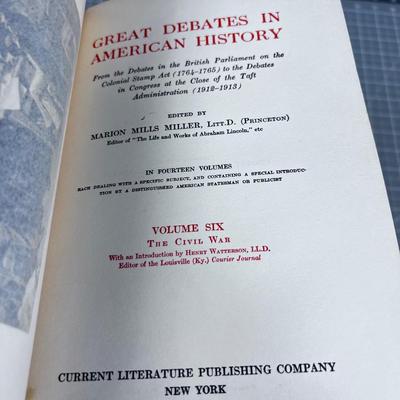 GREAT DEBATES IN
AMERICAN HISTORY
From the Debates in the British Parliament on the
Colonial Stamp Act (1764-1765) to the Debates
in Congress at the Close of the Taft
Administration (1912-1913)
EDITED BY
MARION MILLS MILLER, LITT.D. (PRINCETON)
Editor of "The Life and Works of Abraham Lincoln," etc
IN FOURTEEN VOLUMES
EACH DEALING WITH A SPECIFIC SUBJECT, AND CONTAINING A SPECIAL INTRODUC-
TION BY A DISTINGUISHED AMERICAN STATESMAN OR PUBLICIST
VOLUME SIX
THE CIVIL WAR
With an Introduction by HENRY WATTERSON, LL.D.
Editor of the Louisville (Ky.) Courier Journal
CURRENT LITERATURE PUBLISHING COMPANY
NEW YORK